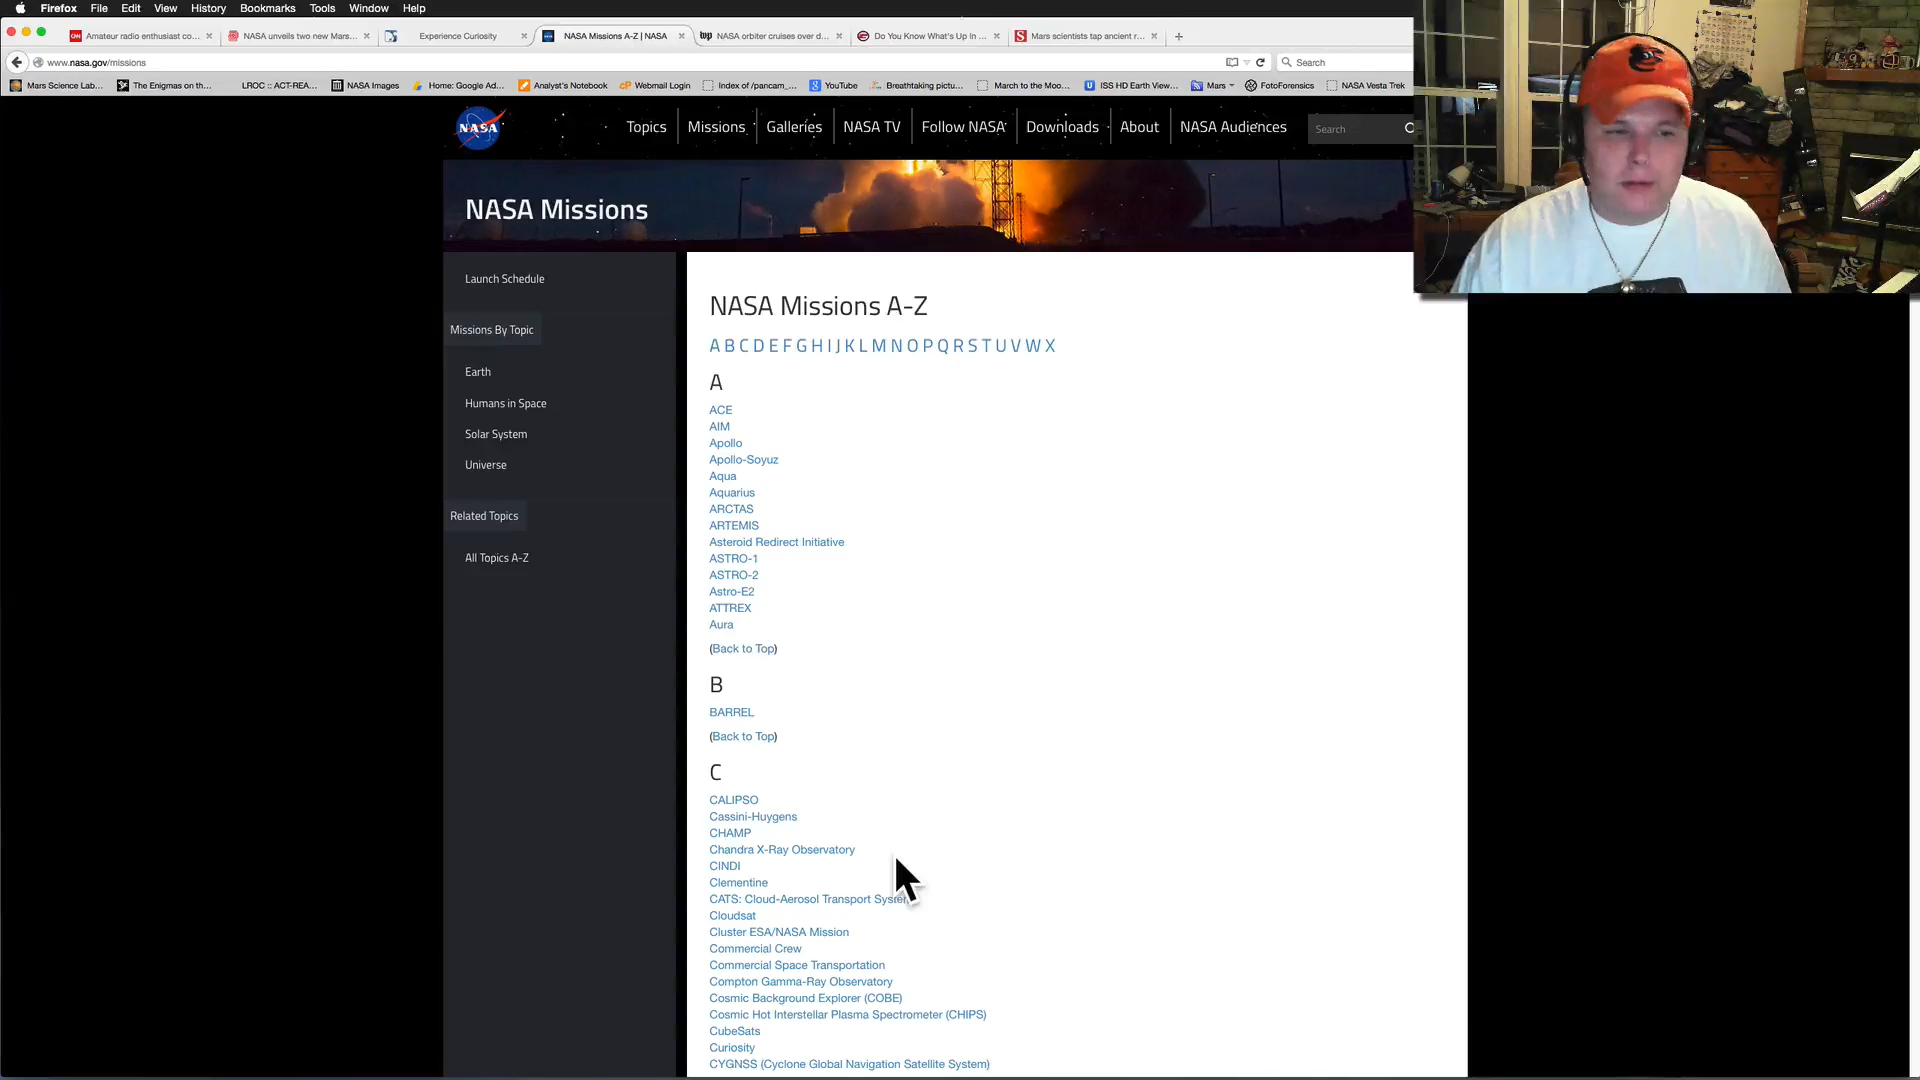 Firefox File Edit View History Bookmarks Tools Window Help
Amateur radio enthusiast co... NASA unveils two new Mars... Experience Curiosity NASA Missions A-Z | NASA NASA orbiter cruises over d... Do You Know What's Up In ... Mars scientists tap ancient r...
www.nasa.gov/missions Search
Mars Science Lab... The Enigmas on th... LROC :: ACT-REA... NASA Images Home: Google Ad... Analyst's Notebook Webmail Login Index of /pancam_... YouTube Breathtaking pictu... March to the Moo... ISS HD Earth View... Mars FotoForensics NASA Vesta Trek
NASA Topics Missions Galleries NASA TV Follow NASA Downloads About NASA Audiences Search
NASA Missions
Launch Schedule
Missions By Topic
Earth
Humans in Space
Solar System
Universe
Related Topics
All Topics A-Z
NASA Missions A-Z
A B C D E F G H I J K L M N O P Q R S T U V W X
A
ACE
AIM
Apollo
Apollo-Soyuz
Aqua
Aquarius
ARCTAS
ARTEMIS
Asteroid Redirect Initiative
ASTRO-1
ASTRO-2
Astro-E2
ATTREX
Aura
(Back to Top)
B
BARREL
(Back to Top)
C
CALIPSO
Cassini-Huygens
CHAMP
Chandra X-Ray Observatory
CINDI
Clementine
CATS: Cloud-Aerosol Transport System
Cloudsat
Cluster ESA/NASA Mission
Commercial Crew
Commercial Space Transportation
Compton Gamma-Ray Observatory
Cosmic Background Explorer (COBE)
Cosmic Hot Interstellar Plasma Spectrometer (CHIPS)
CubeSats
Curiosity
CYGNSS (Cyclone Global Navigation Satellite System)